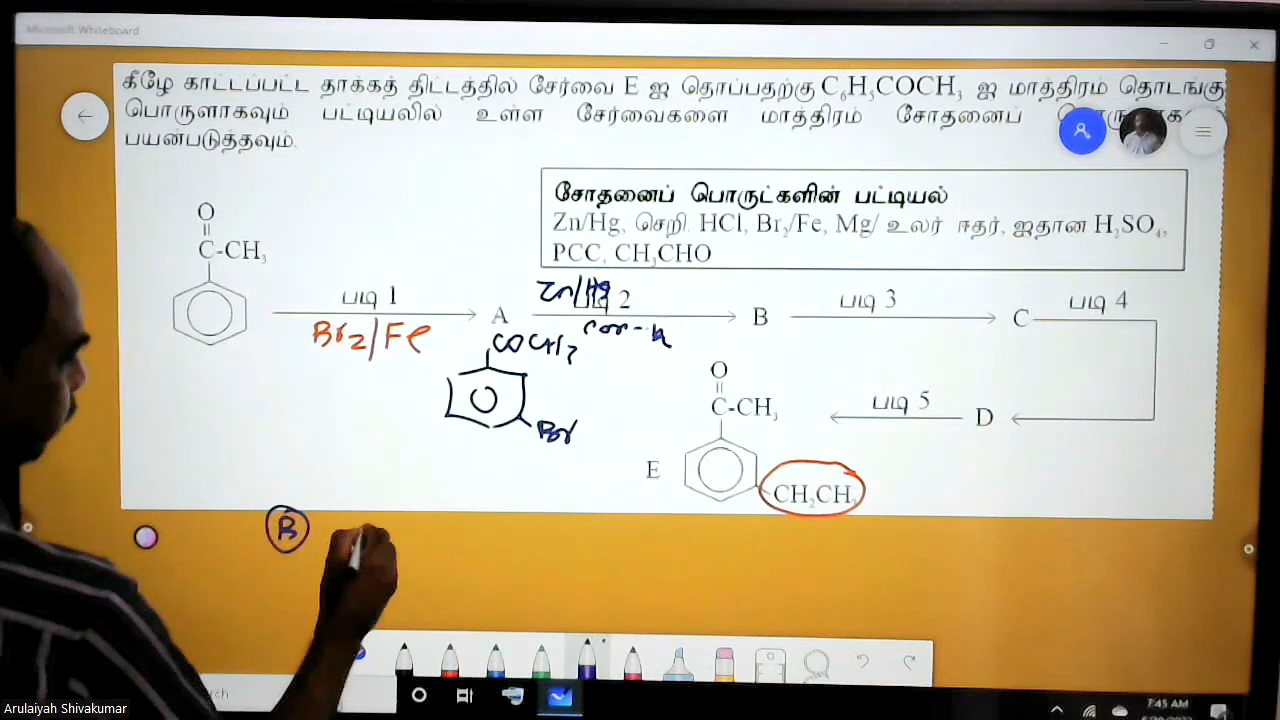 Microsoft Whiteboard
கீழே காட்டப்பட்ட தாக்கத் திட்டத்தில் சேர்வை E ஐ தொப்பதற்கு C₆H₅COCH₃ ஐ மாத்திரம் தொடங்கு
பொருளாகவும் பட்டியலில் உள்ள சேர்வைகளை மாத்திரம் சோதனைப்
பயன்படுத்தவும்.
சோதனைப் பொருட்களின் பட்டியல்
Zn/Hg, செறி. HCl, Br₂/Fe, Mg/ உலர் ஈதர், ஐதான H₂SO₄,
PCC, CH₃CHO
O
C-CH₃
படி 1
Br₂/Fe
A
Zn/Hg
படி 2
B
படி 3
C
படி 4
COCH₃
Br
O
C-CH₃
படி 5
D
E
CH₂CH₃
B
Arulaiyah Shivakumar
7:45 AM